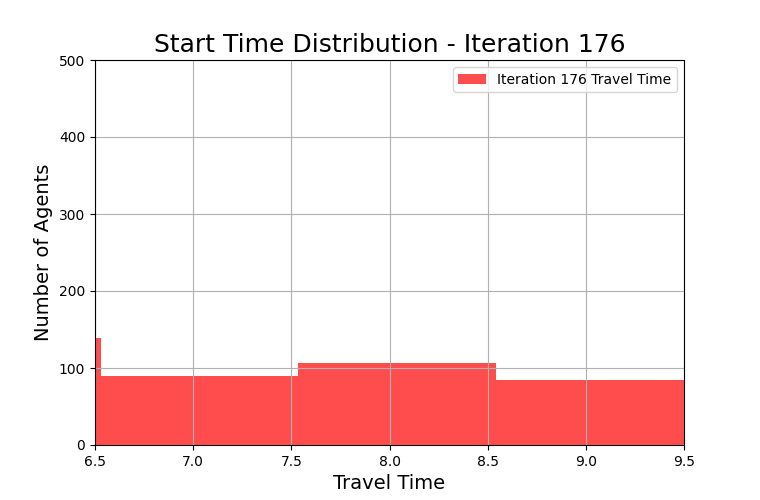 Start Time Distribution - Iteration 176
Iteration 176 Travel Time
Number of Agents
500
400
300
200
100
0
6.5 7.0 7.5 8.0 8.5 9.0 9.5
Travel Time